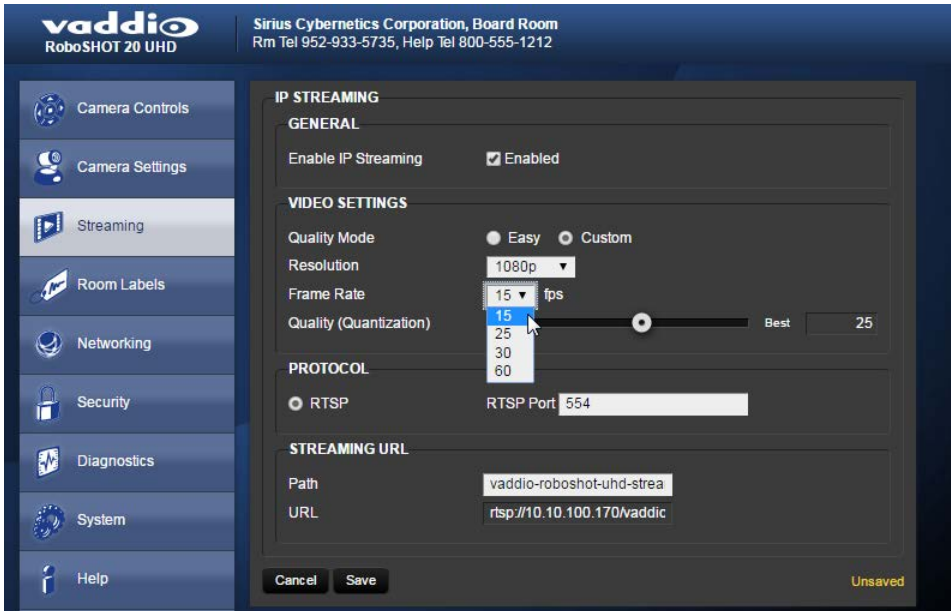 vaddio
RoboSHOT 20 UHD
Sirius Cybernetics Corporation, Board Room
Rm Tel 952-933-5735, Help Tel 800-555-1212
Camera Controls
Camera Settings
Streaming
Room Labels
Networking
Security
Diagnostics
System
Help
IP STREAMING
GENERAL
Enable IP Streaming Enabled
VIDEO SETTINGS
Quality Mode Easy Custom
Resolution 1080p
Frame Rate 15 fps
15
25
30
60
Quality (Quantization) Best 25
PROTOCOL
RTSP RTSP Port 554
STREAMING URL
Path vaddio-roboshot-uhd-strea
URL rtsp://10.10.100.170/vaddic
Cancel Save Unsaved